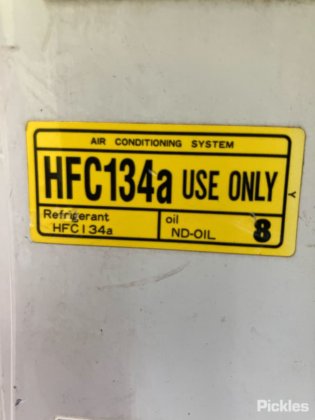 AIR CONDITIONING SYSTEM
HFC134a USE ONLY
Refrigerant
HFC134a
oil
ND-OIL 8
Y
Pickles